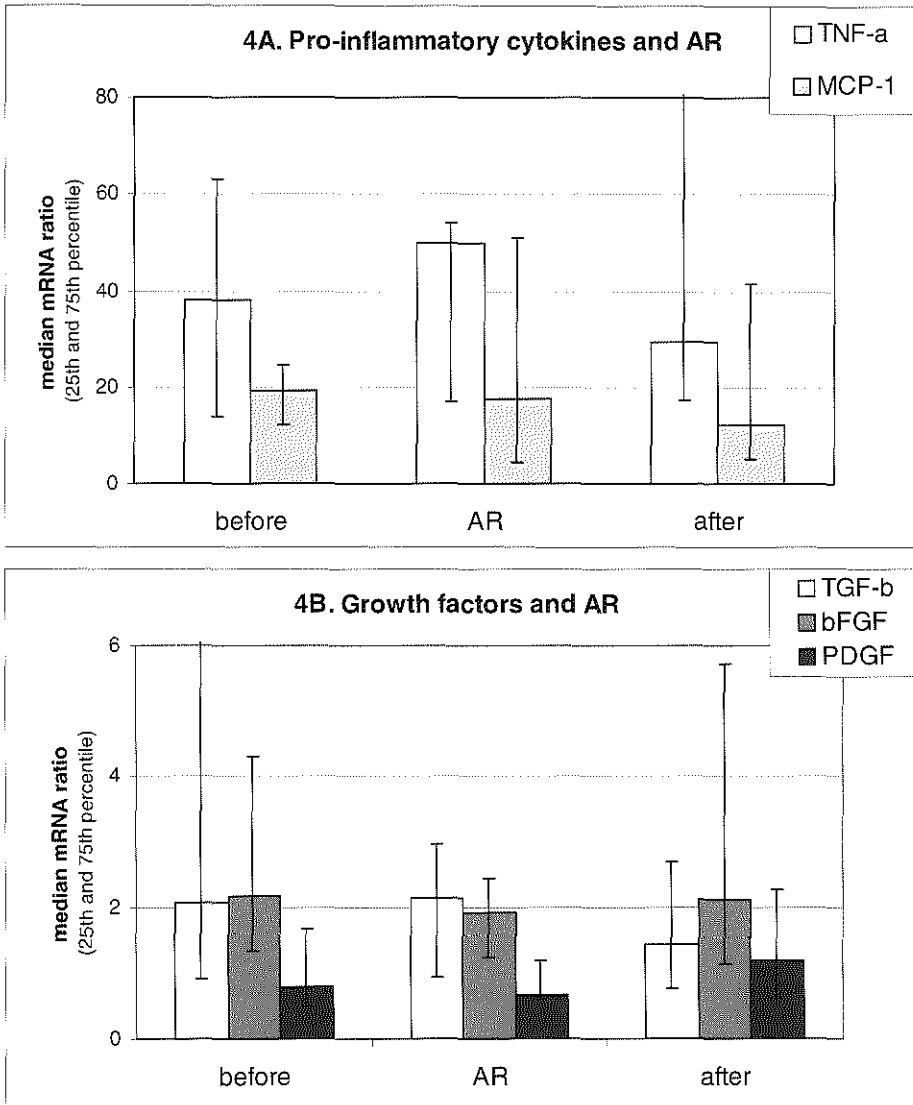 4A. Pro-inflammatory cytokines and AR
TNF-a
MCP-1
median mRNA ratio
(25th and 75th percentile)
80
60
40
20
0
before AR after
4B. Growth factors and AR
TGF-b
bFGF
PDGF
median mRNA ratio
(25th and 75th percentile)
6
4
2
0
before AR after